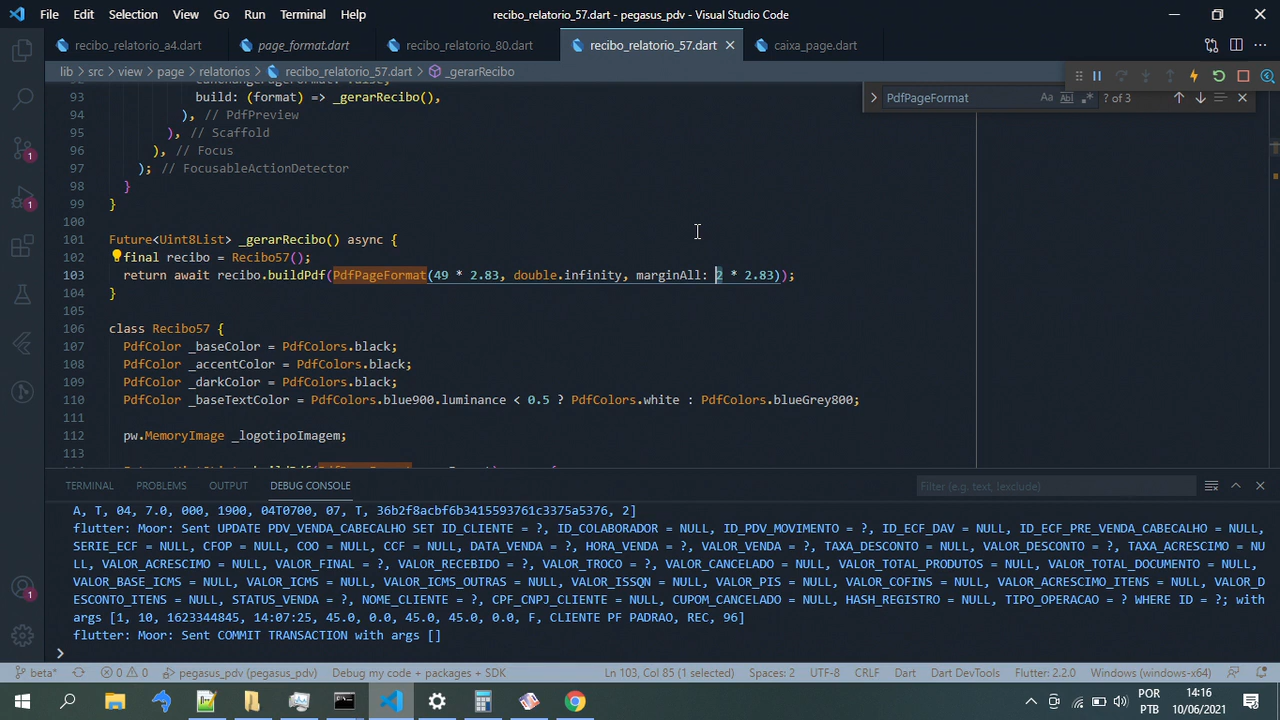 File Edit Selection View Go Run Terminal Help
recibo_relatorio_57.dart - pegasus_pdv - Visual Studio Code
recibo_relatorio_a4.dart
page_format.dart
recibo_relatorio_80.dart
recibo_relatorio_57.dart
caixa_page.dart
lib > src > view > page > relatorios > recibo_relatorio_57.dart > _gerarRecibo
PdfPageFormat
Aa Abl .* ? of 3
93 build: (format) => _gerarRecibo(),
94 ), // PdfPreview
95 ), // Scaffold
96 ), // Focus
97 ); // FocusableActionDetector
98 }
99 }
100
101 Future<Uint8List> _gerarRecibo() async {
102 final recibo = Recibo57();
103 return await recibo.buildPdf(PdfPageFormat(49 * 2.83, double.infinity, marginAll: 2 * 2.83));
104 }
105
106 class Recibo57 {
107 PdfColor _baseColor = PdfColors.black;
108 PdfColor _accentColor = PdfColors.black;
109 PdfColor _darkColor = PdfColors.black;
110 PdfColor _baseTextColor = PdfColors.blue900.luminance < 0.5 ? PdfColors.white : PdfColors.blueGrey800;
111
112 pw.MemoryImage _logotipoImagem;
113
TERMINAL PROBLEMS OUTPUT DEBUG CONSOLE
Filter (e.g. text, !exclude)
A, T, 04, 7.0, 000, 1900, 04T0700, 07, T, 36b2f8acbf6b3415593761c3375a5376, 2]
flutter: Moor: Sent UPDATE PDV_VENDA_CABECALHO SET ID_CLIENTE = ?, ID_COLABORADOR = NULL, ID_PDV_MOVIMENTO = ?, ID_ECF_DAV = NULL, ID_ECF_PRE_VENDA_CABECALHO = NULL,
SERIE_ECF = NULL, CFOP = NULL, COO = NULL, CCF = NULL, DATA_VENDA = ?, HORA_VENDA = ?, VALOR_VENDA = ?, TAXA_DESCONTO = NULL, VALOR_DESCONTO = ?, TAXA_ACRESCIMO = NU
LL, VALOR_ACRESCIMO = NULL, VALOR_FINAL = ?, VALOR_RECEBIDO = ?, VALOR_TROCO = ?, VALOR_CANCELADO = NULL, VALOR_TOTAL_PRODUTOS = NULL, VALOR_TOTAL_DOCUMENTO = NULL,
VALOR_BASE_ICMS = NULL, VALOR_ICMS = NULL, VALOR_ICMS_OUTRAS = NULL, VALOR_ISSQN = NULL, VALOR_PIS = NULL, VALOR_COFINS = NULL, VALOR_ACRESCIMO_ITENS = NULL, VALOR_D
ESCONTO_ITENS = NULL, STATUS_VENDA = ?, NOME_CLIENTE = ?, CPF_CNPJ_CLIENTE = NULL, CUPOM_CANCELADO = NULL, HASH_REGISTRO = NULL, TIPO_OPERACAO = ? WHERE ID = ?; with
args [1, 10, 1623344845, 14:07:25, 45.0, 0.0, 45.0, 45.0, 0.0, F, CLIENTE PF PADRAO, REC, 96]
flutter: Moor: Sent COMMIT TRANSACTION with args []
>
beta* 0 0 pegasus_pdv (pegasus_pdv) Debug my code + packages + SDK Ln 103, Col 85 (1 selected) Spaces: 2 UTF-8 CRLF Dart Dart DevTools Flutter: 2.2.0 Windows (windows-x64)
POR
PTB
14:16
10/06/2021